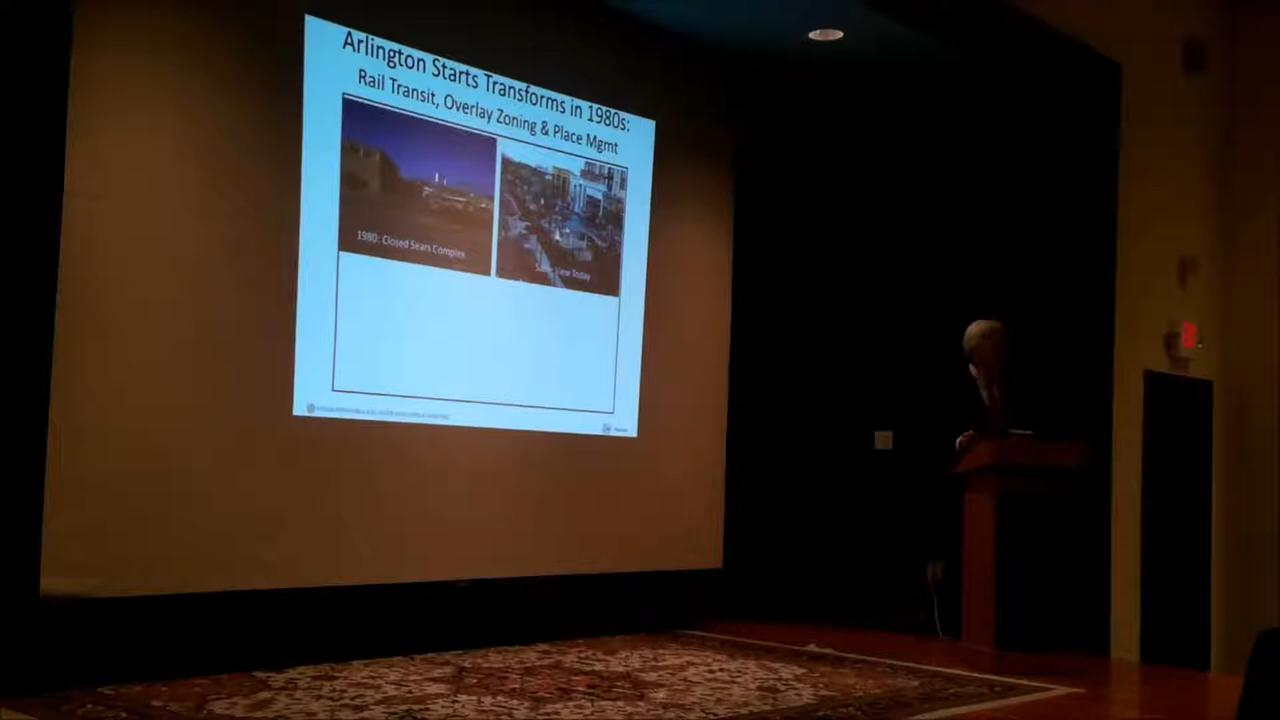 Arlington Starts Transforms in 1980s:
Rail Transit, Overlay Zoning & Place Mgmt
1980: Closed Sears Complex
View Today